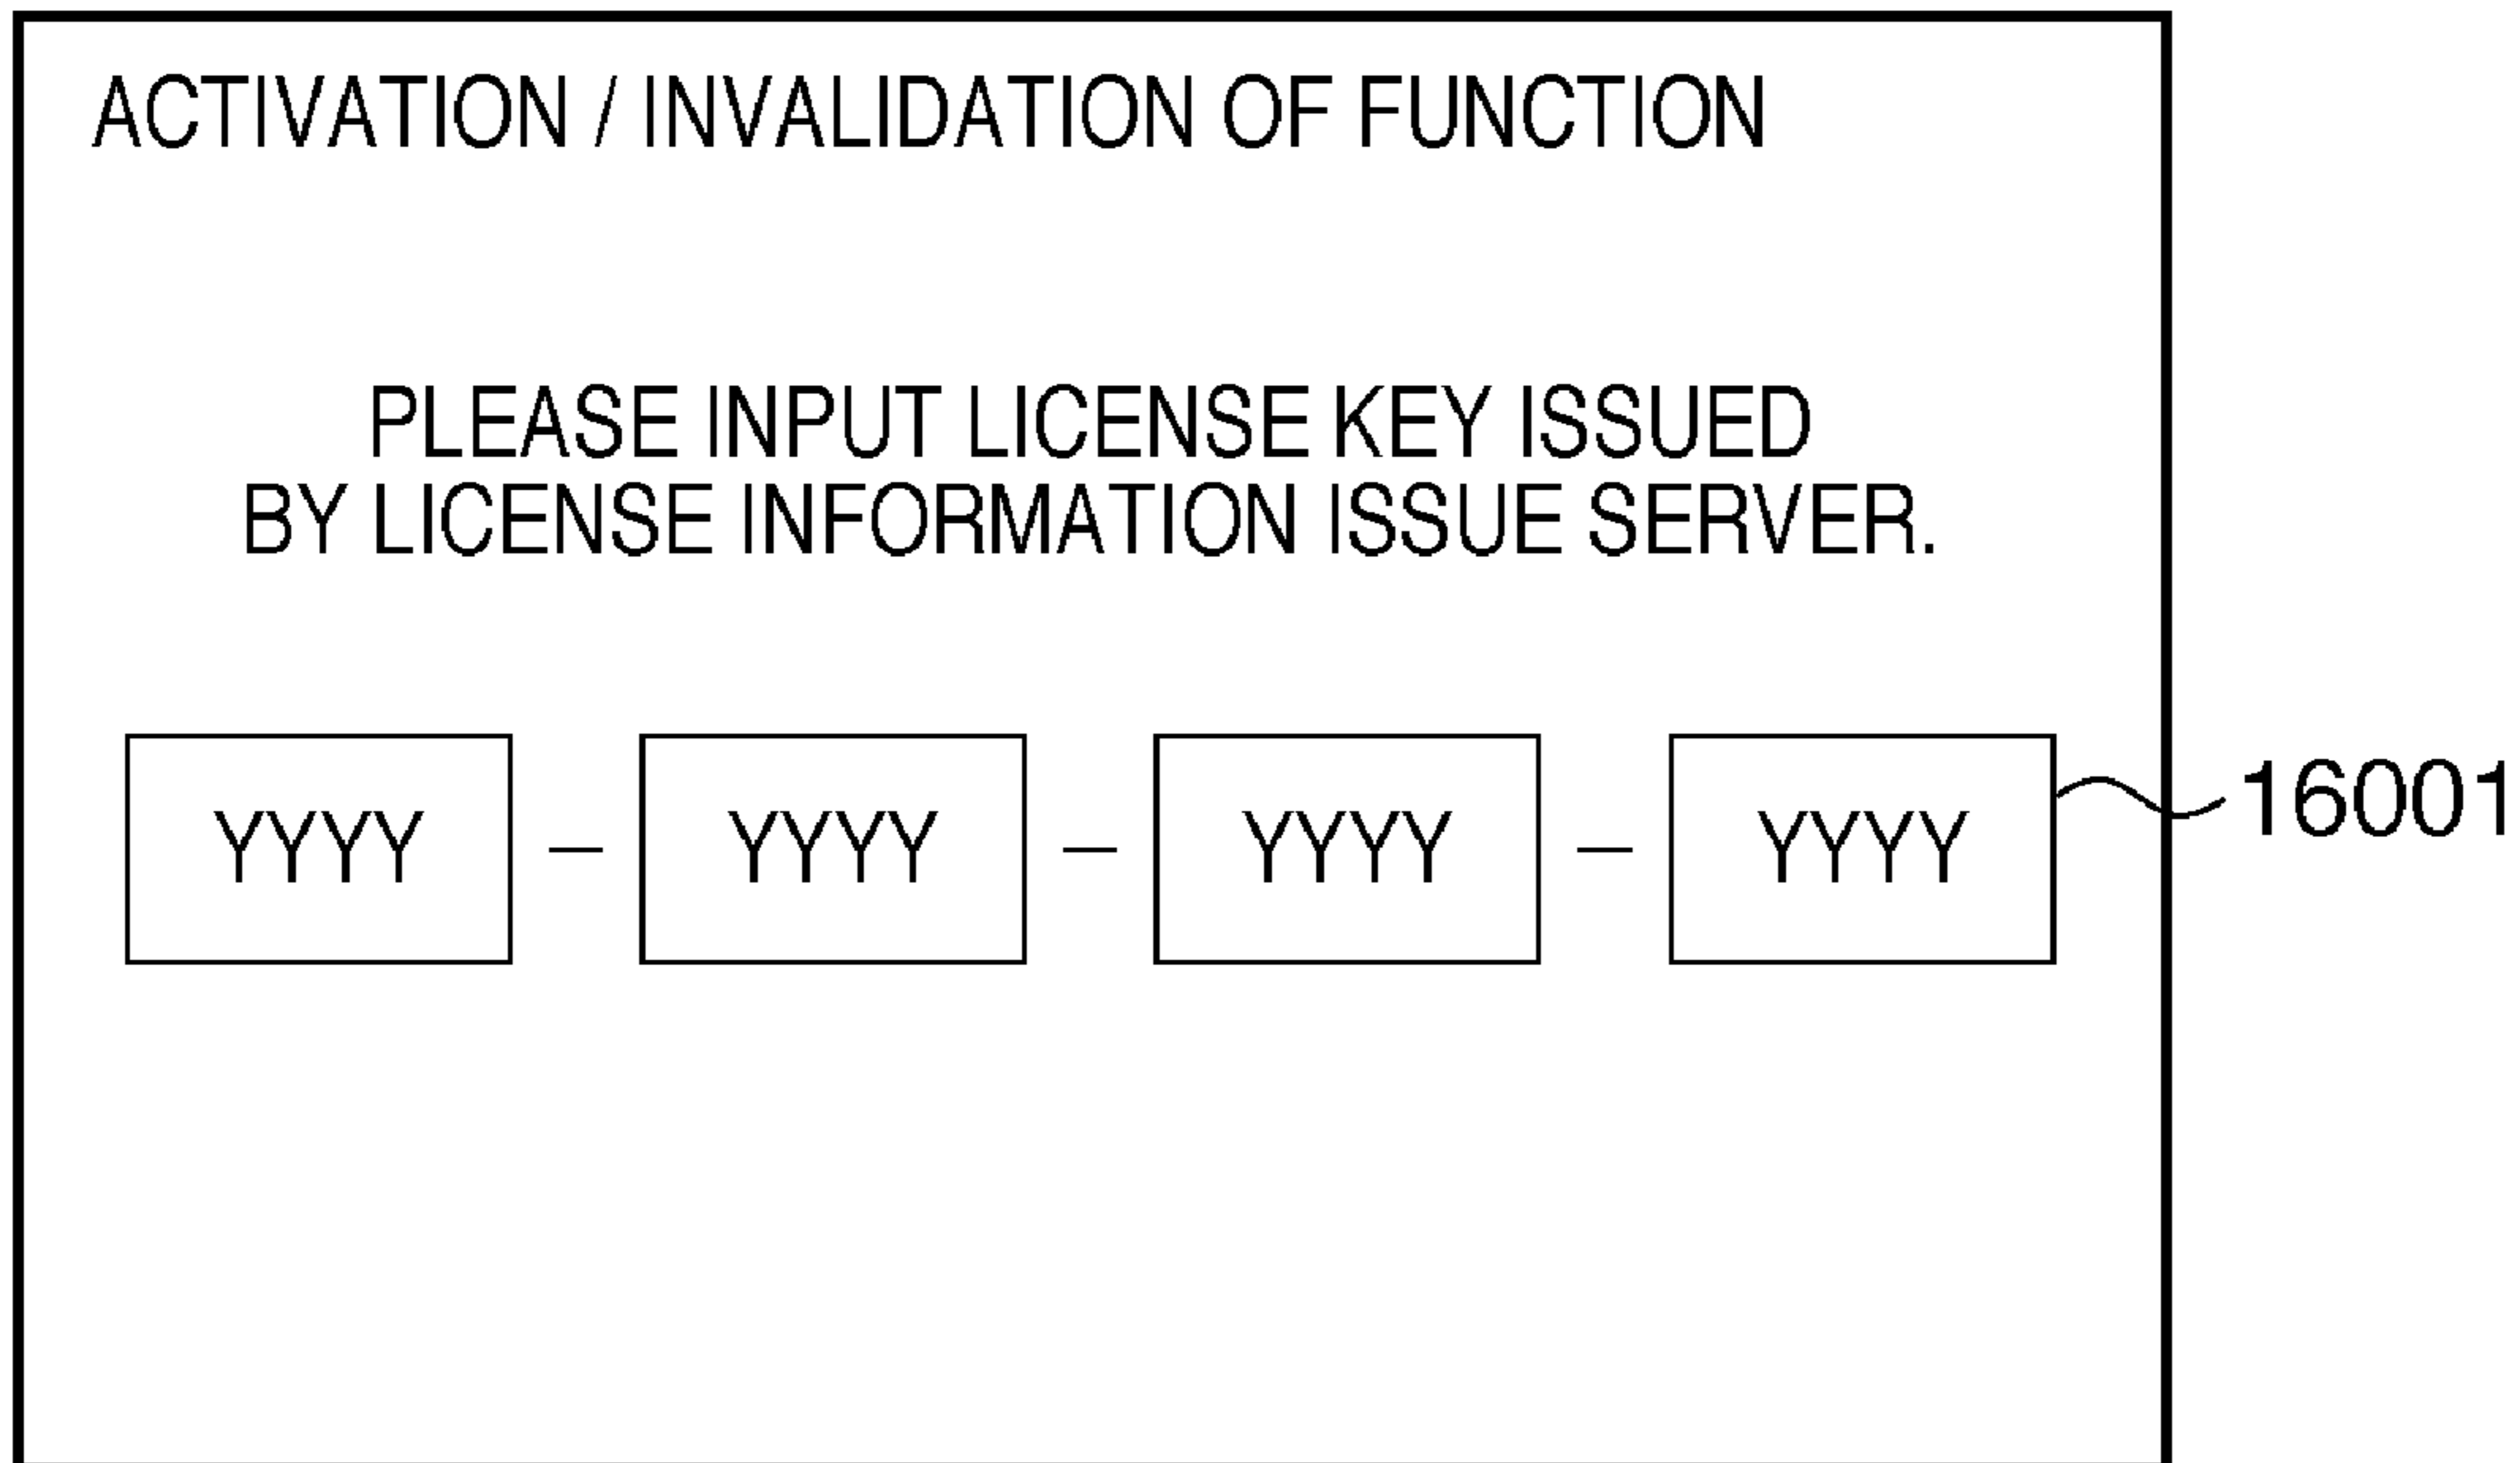 ACTIVATION / INVALIDATION OF FUNCTION
PLEASE INPUT LICENSE KEY ISSUED
BY LICENSE INFORMATION ISSUE SERVER.
YYYY – YYYY – YYYY – YYYY 16001